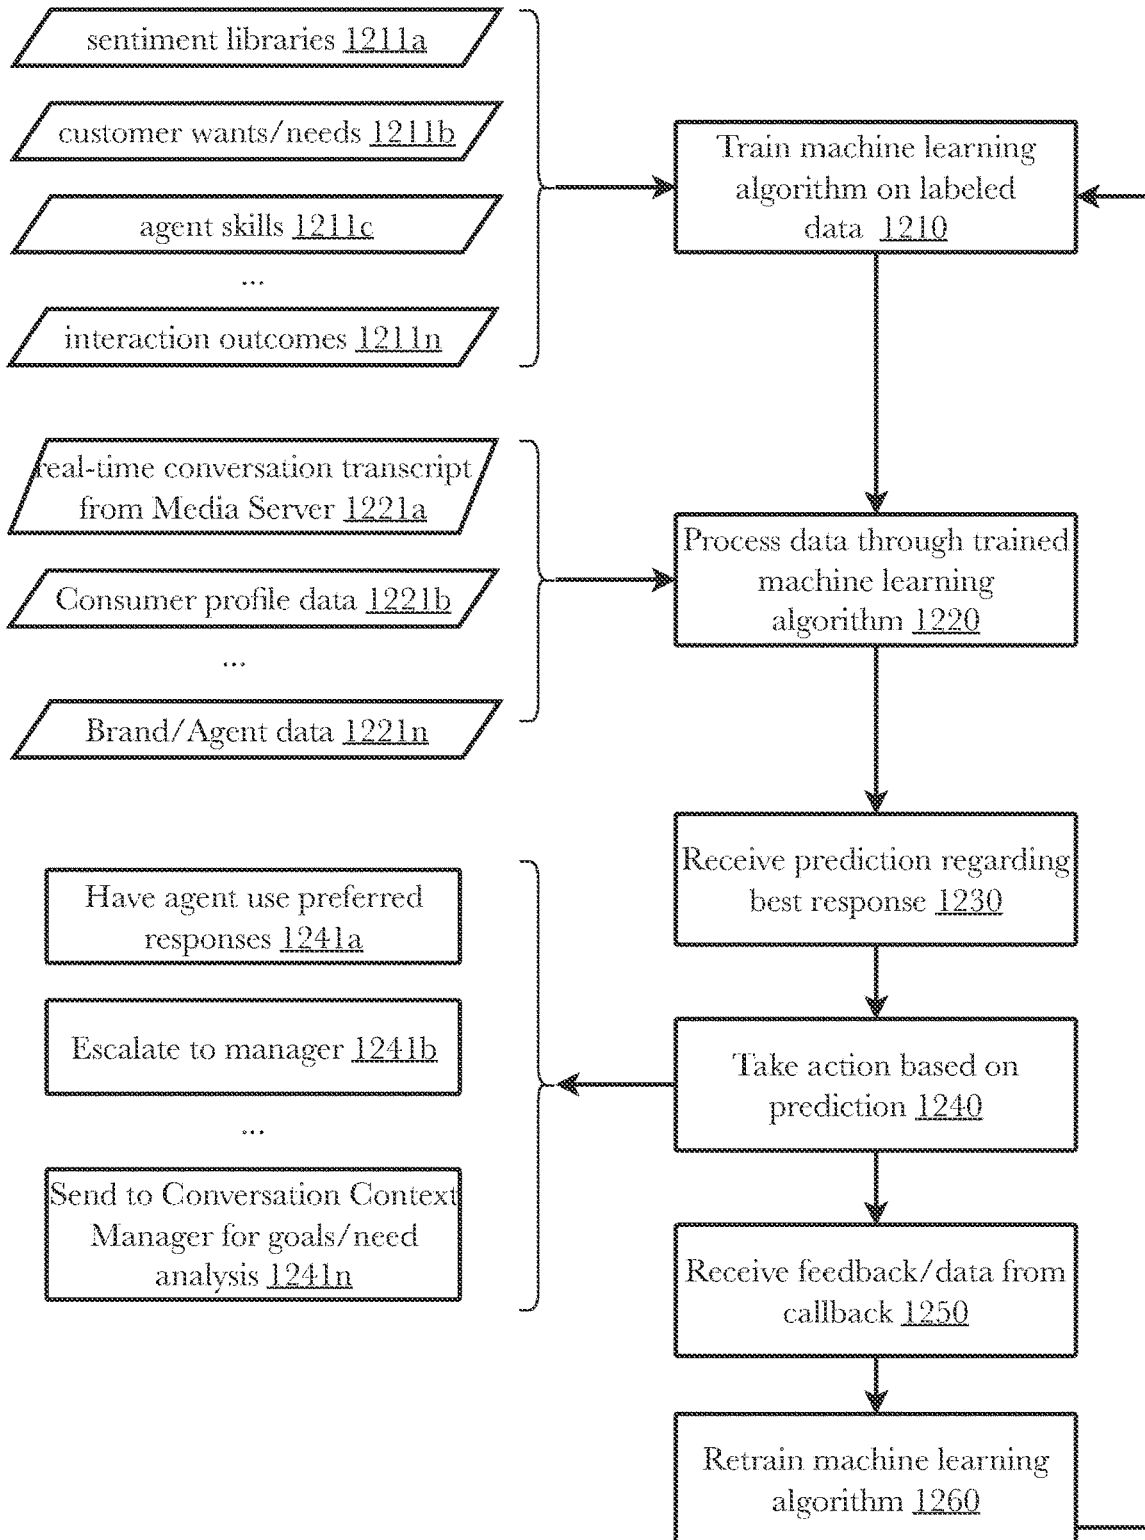 sentiment libraries 1211a
customer wants/needs 1211b
agent skills 1211c
...
interaction outcomes 1211n
Train machine learning
algorithm on labeled
data 1210
real-time conversation transcript
from Media Server 1221a
Consumer profile data 1221b
...
Brand/Agent data 1221n
Process data through trained
machine learning
algorithm 1220
Receive prediction regarding
best response 1230
Have agent use preferred
responses 1241a
Escalate to manager 1241b
...
Send to Conversation Context
Manager for goals/need
analysis 1241n
Take action based on
prediction 1240
Receive feedback/data from
callback 1250
Retrain machine learning
algorithm 1260